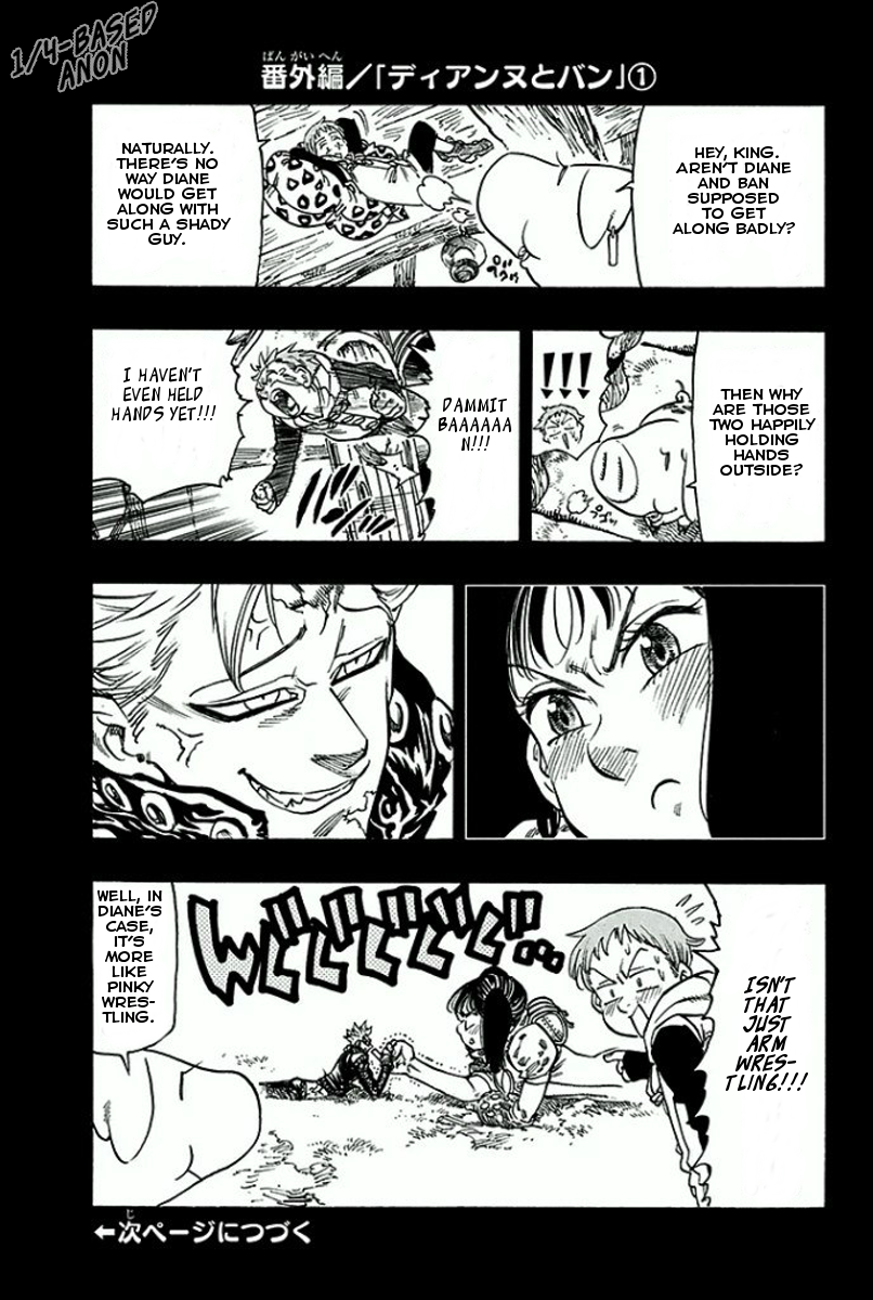 1/4-BASED
ANON
ばん がい へん
番外編／「ディアンヌとバン」①
HEY, KING.
AREN'T DIANE
AND BAN
SUPPOSED
TO GET
ALONG BADLY?
NATURALLY.
THERE'S NO
WAY DIANE
WOULD GET
ALONG WITH
SUCH A SHADY
GUY.
THEN WHY
ARE THOSE
TWO HAPPILY
HOLDING
HANDS
OUTSIDE?
!!!
DAMMIT
BAAAAAA
N!!!
I HAVEN'T
EVEN HELD
HANDS YET!!!
ISN'T
THAT
JUST
ARM
WRES-
TLING!!!
WELL, IN
DIANE'S
CASE,
IT'S
MORE
LIKE
PINKY
WRES-
TLING.
じ
←次ページにつづく